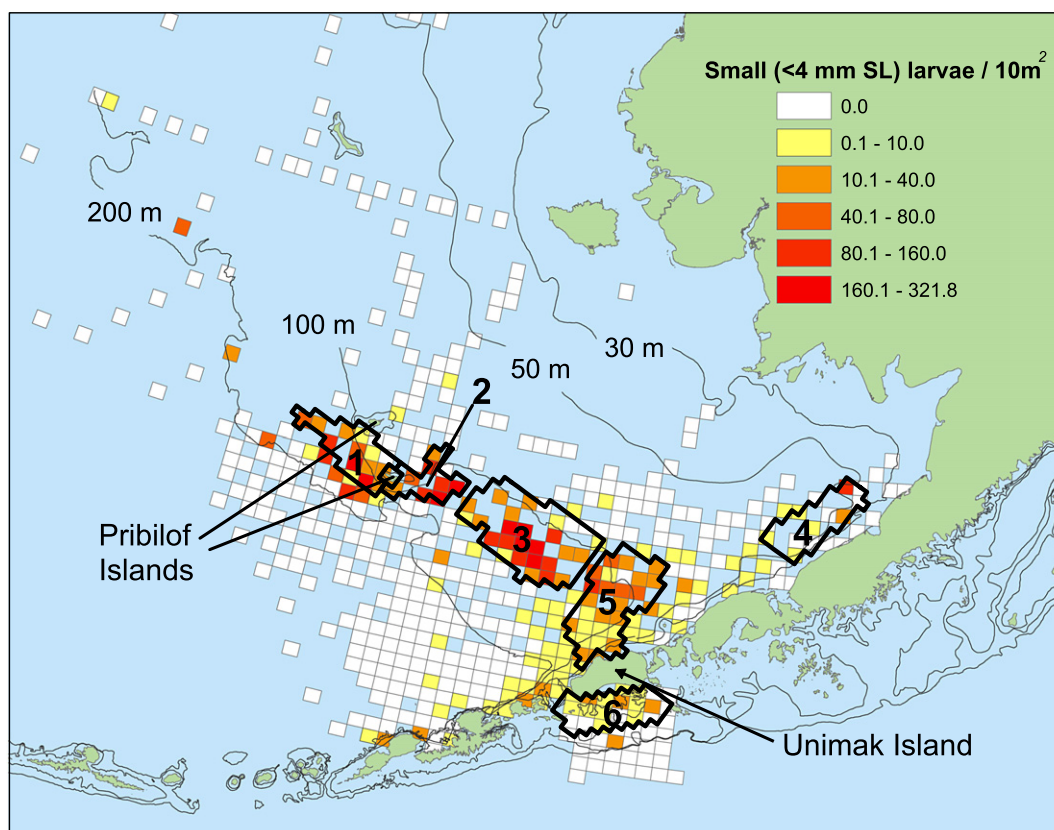 Small (<4 mm SL) larvae / 10m²
0.0
0.1 - 10.0
10.1 - 40.0
40.1 - 80.0
80.1 - 160.0
160.1 - 321.8
200 m
100 m
30 m
50 m
2
1
Pribilof
Islands
3
4
5
6
Unimak Island